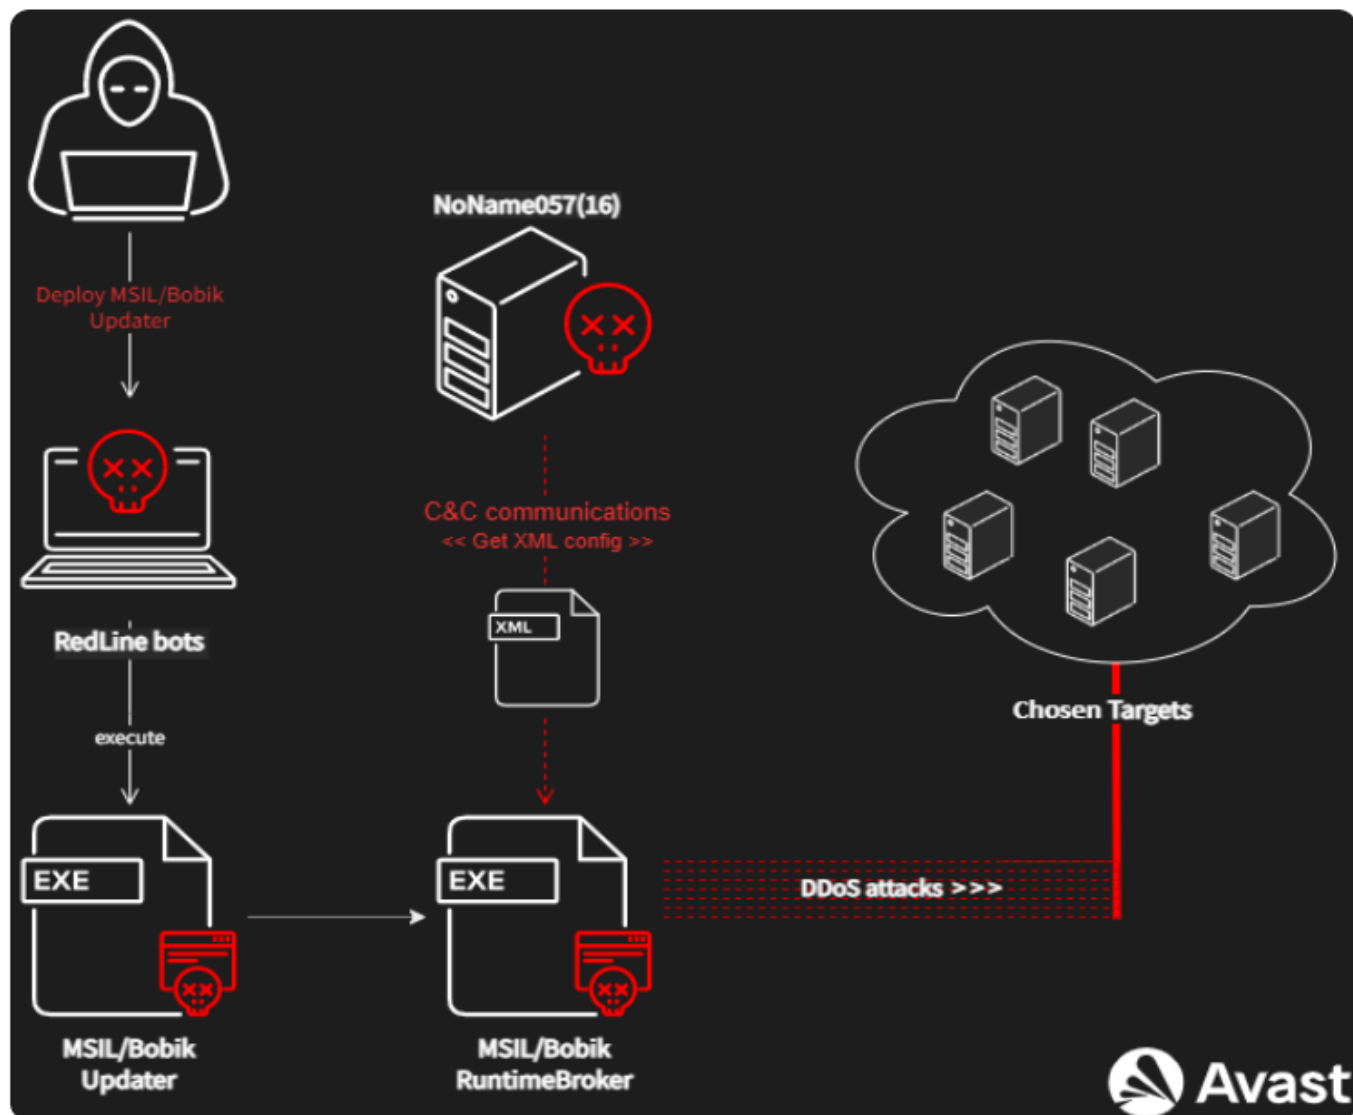 NoName057(16)
Deploy MSIL/Bobik
Updater
C&C communications
<< Get XML config >>
XML
RedLine bots
Chosen Targets
execute
EXE
EXE
DDoS attacks >>>
MSIL/Bobik
Updater
MSIL/Bobik
RuntimeBroker
Avast